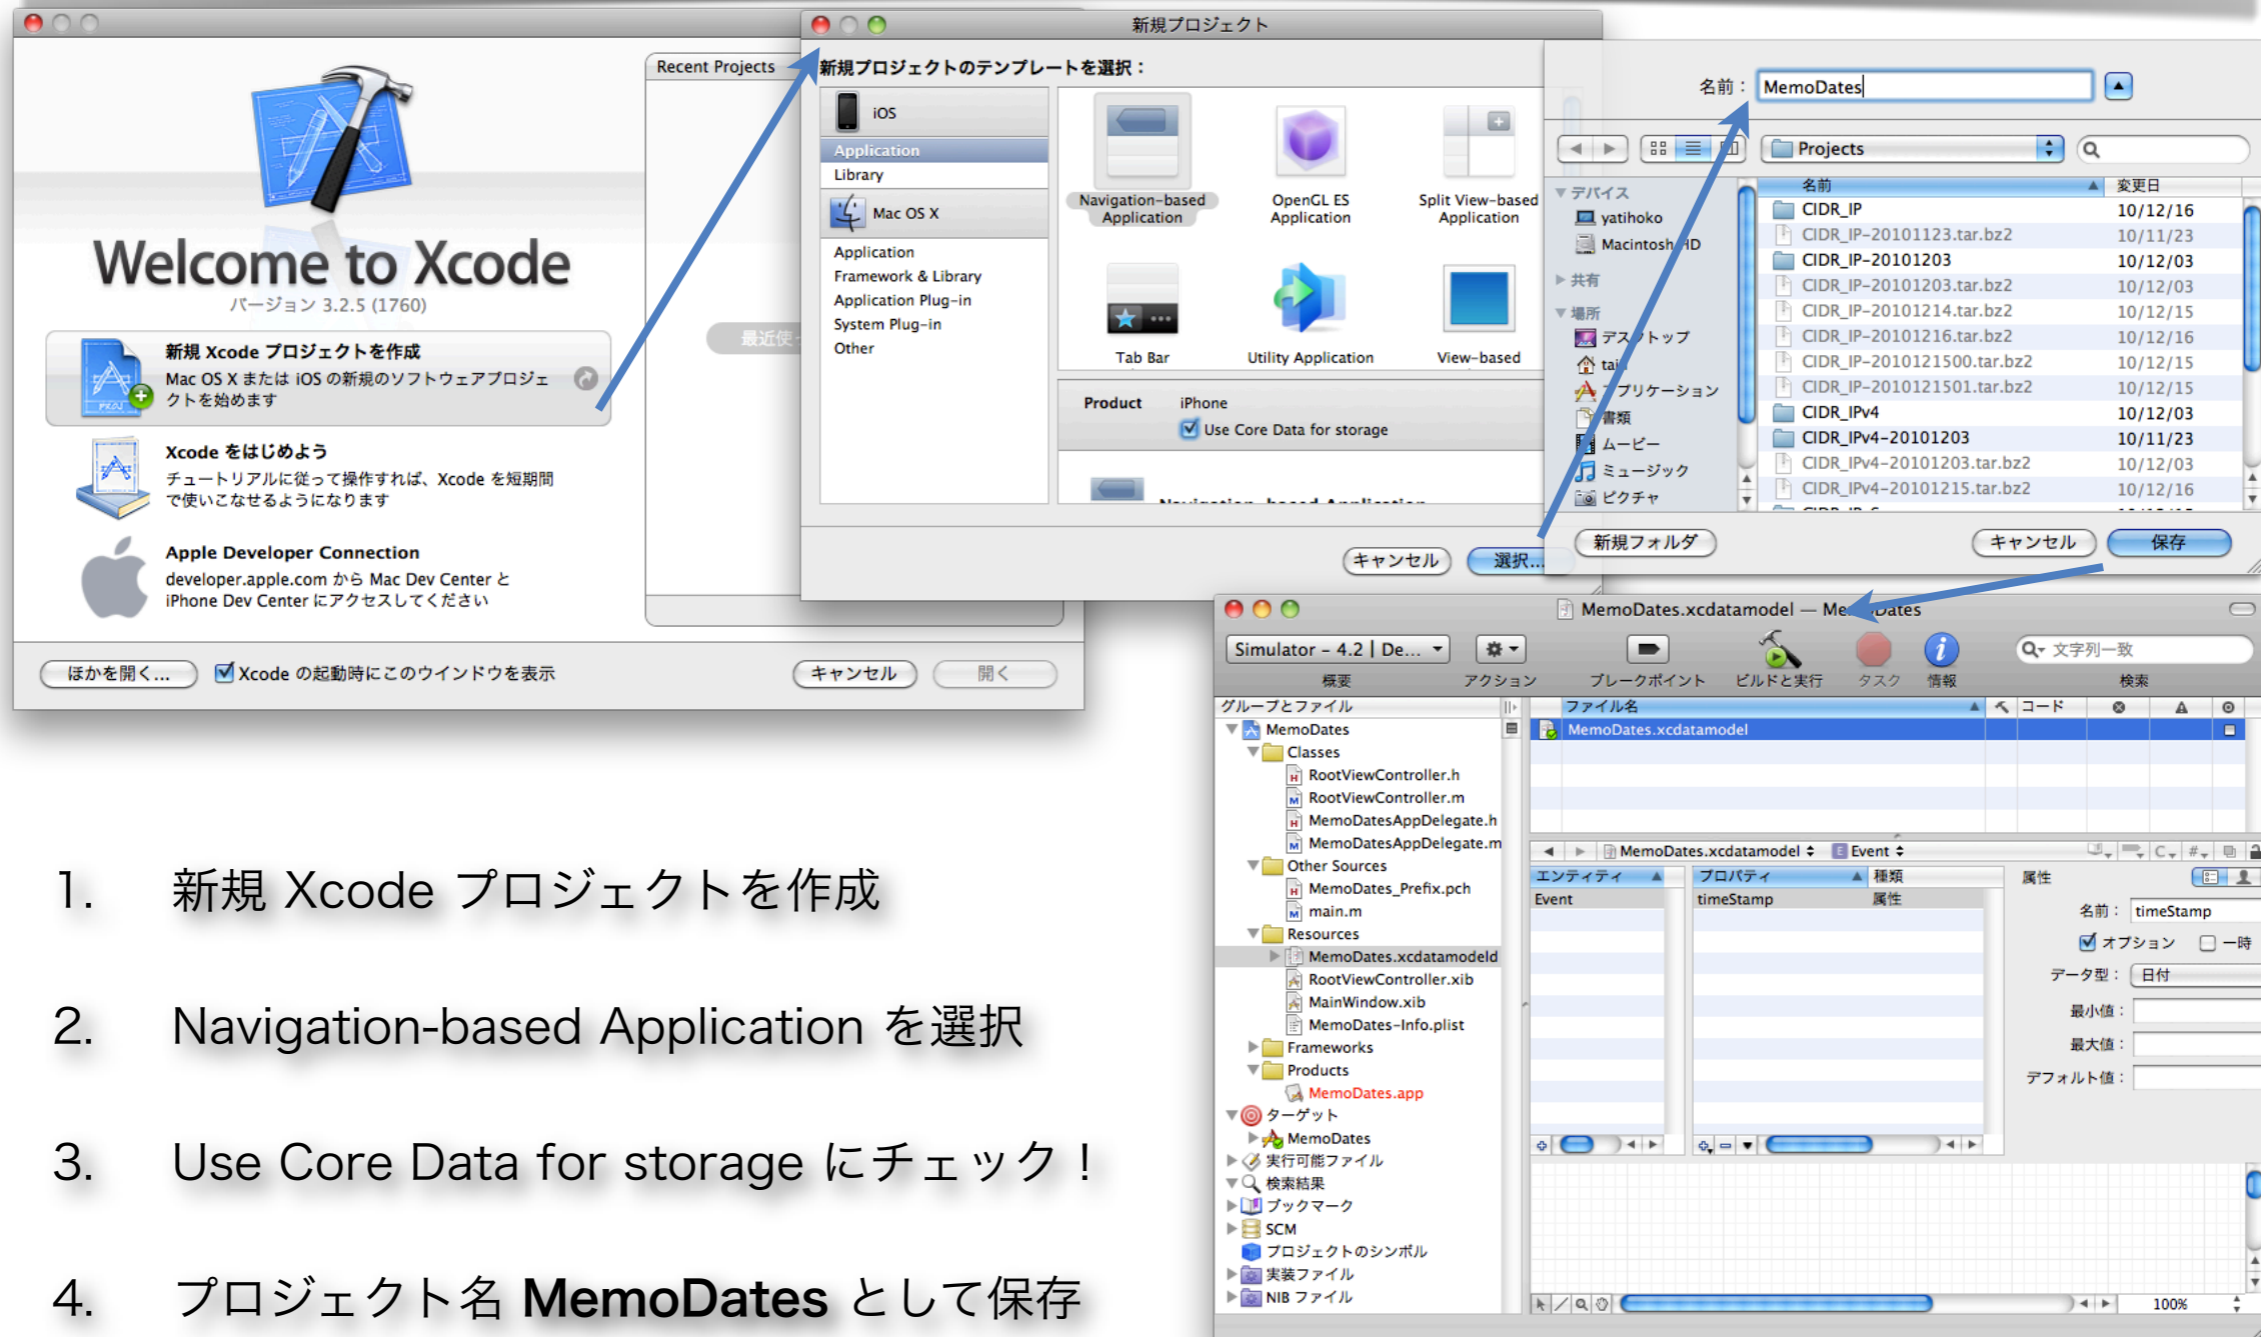 Recent Projects
Welcome to Xcode
バージョン 3.2.5 (1760)
新規 Xcode プロジェクトを作成
Mac OS X または iOS の新規のソフトウェアプロジェ
クトを始めます
Xcode をはじめよう
チュートリアルに従って操作すれば、Xcode を短期間
で使いこなせるようになります
Apple Developer Connection
developer.apple.com から Mac Dev Center と
iPhone Dev Center にアクセスしてください
最近使
ほかを開く...
Xcode の起動時にこのウインドウを表示
キャンセル
開く
新規プロジェクト
新規プロジェクトのテンプレートを選択：
iOS
Application
Library
Mac OS X
Application
Framework & Library
Application Plug-in
System Plug-in
Other
Navigation-based
Application
OpenGL ES
Application
Split View-based
Application
Tab Bar
Utility Application
View-based
Product iPhone
Use Core Data for storage
キャンセル
選択...
名前： MemoDates
Projects
デバイス
yatihoko
Macintosh HD
共有
場所
デスクトップ
アプリケーション
書類
ムービー
ミュージック
ピクチャ
名前 変更日
CIDR_IP 10/12/16
CIDR_IP-20101123.tar.bz2 10/11/23
CIDR_IP-20101203 10/12/03
CIDR_IP-20101203.tar.bz2 10/12/03
CIDR_IP-20101214.tar.bz2 10/12/15
CIDR_IP-20101216.tar.bz2 10/12/16
CIDR_IP-2010121500.tar.bz2 10/12/15
CIDR_IP-2010121501.tar.bz2 10/12/15
CIDR_IPv4 10/12/03
CIDR_IPv4-20101203 10/11/23
CIDR_IPv4-20101203.tar.bz2 10/12/03
CIDR_IPv4-20101215.tar.bz2 10/12/16
新規フォルダ
キャンセル
保存
MemoDates.xcdatamodel — MemoDates
Simulator - 4.2 | De...
文字列一致
概要 アクション ブレークポイント ビルドと実行 タスク 情報 検索
グループとファイル
MemoDates
Classes
RootViewController.h
RootViewController.m
MemoDatesAppDelegate.h
MemoDatesAppDelegate.m
Other Sources
MemoDates_Prefix.pch
main.m
Resources
MemoDates.xcdatamodeld
RootViewController.xib
MainWindow.xib
MemoDates-Info.plist
Frameworks
Products
MemoDates.app
ターゲット
MemoDates
実行可能ファイル
検索結果
ブックマーク
SCM
プロジェクトのシンボル
実装ファイル
NIB ファイル
ファイル名 コード
MemoDates.xcdatamodel
MemoDates.xcdatamodel E Event
エンティティ プロパティ 種類
Event timeStamp 属性
属性
名前： timeStamp
オプション 一時
データ型： 日付
最小値：
最大値：
デフォルト値：
100%
1. 新規 Xcode プロジェクトを作成
2. Navigation-based Application を選択
3. Use Core Data for storage にチェック！
4. プロジェクト名 MemoDates として保存